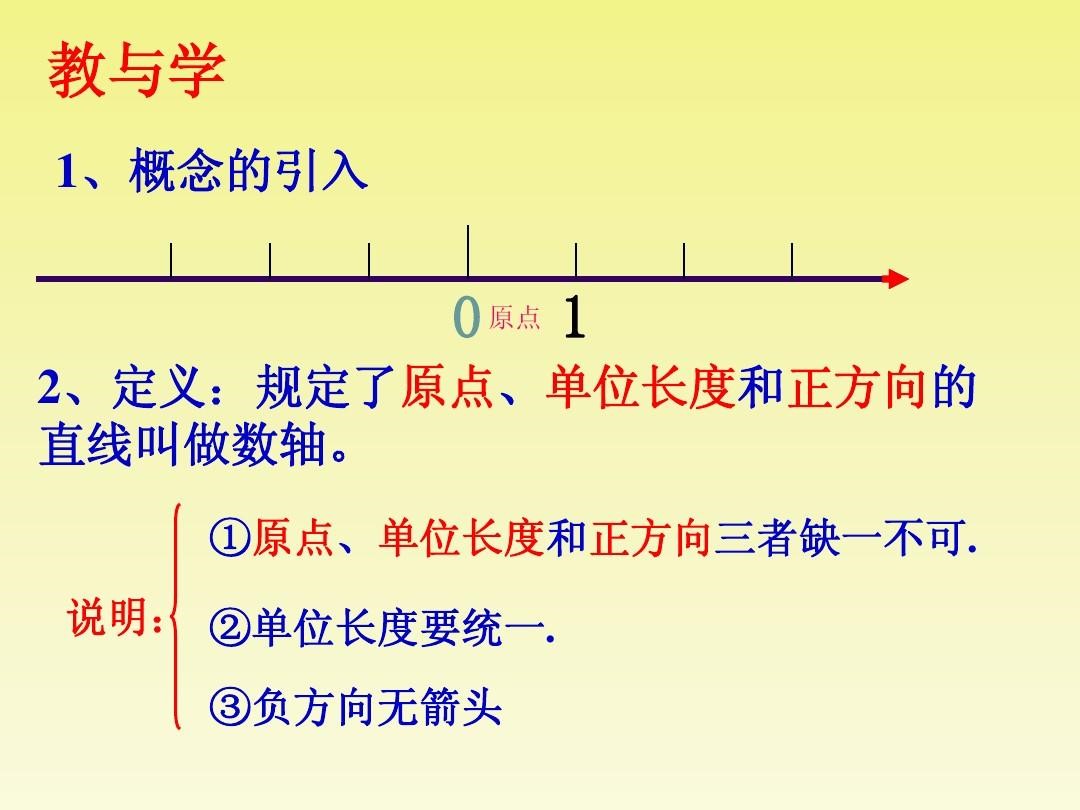 教与学
1、概念的引入
0 原点 1
2、定义：规定了原点、单位长度和正方向的
直线叫做数轴。
①原点、单位长度和正方向三者缺一不可.
说明：
②单位长度要统一.
③负方向无箭头